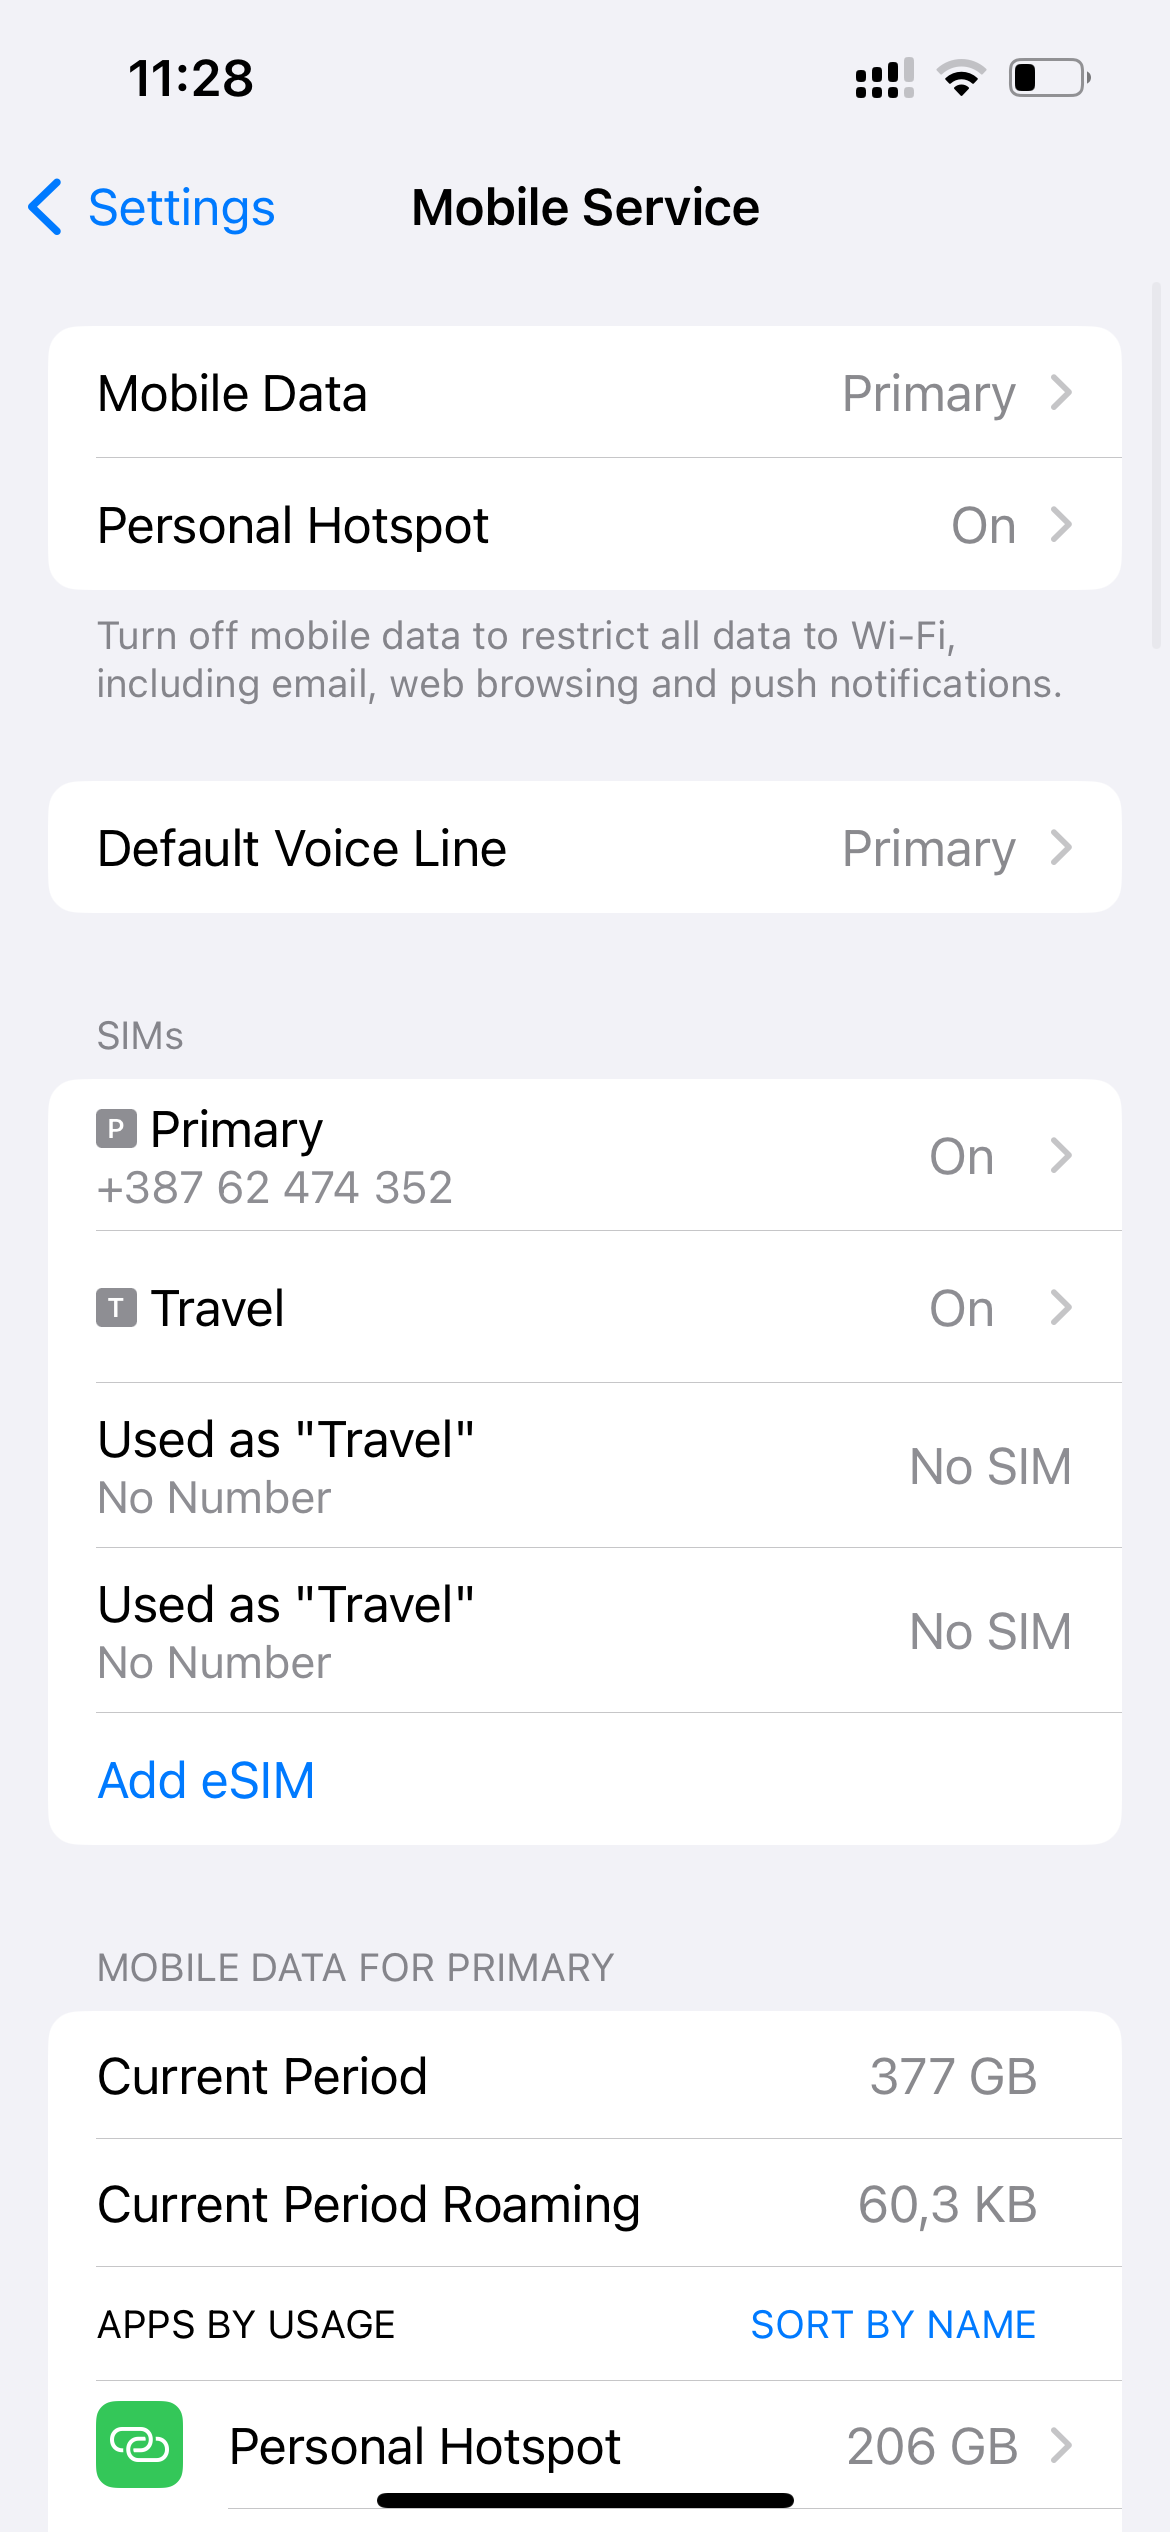 11:28
Settings
Mobile Service
Mobile Data Primary
Personal Hotspot On
Turn off mobile data to restrict all data to Wi-Fi,
including email, web browsing and push notifications.
Default Voice Line Primary
SIMs
P Primary
+387 62 474 352
On
T Travel On
Used as "Travel"
No Number
No SIM
Used as "Travel"
No Number
No SIM
Add eSIM
MOBILE DATA FOR PRIMARY
Current Period 377 GB
Current Period Roaming 60,3 KB
APPS BY USAGE SORT BY NAME
Personal Hotspot 206 GB